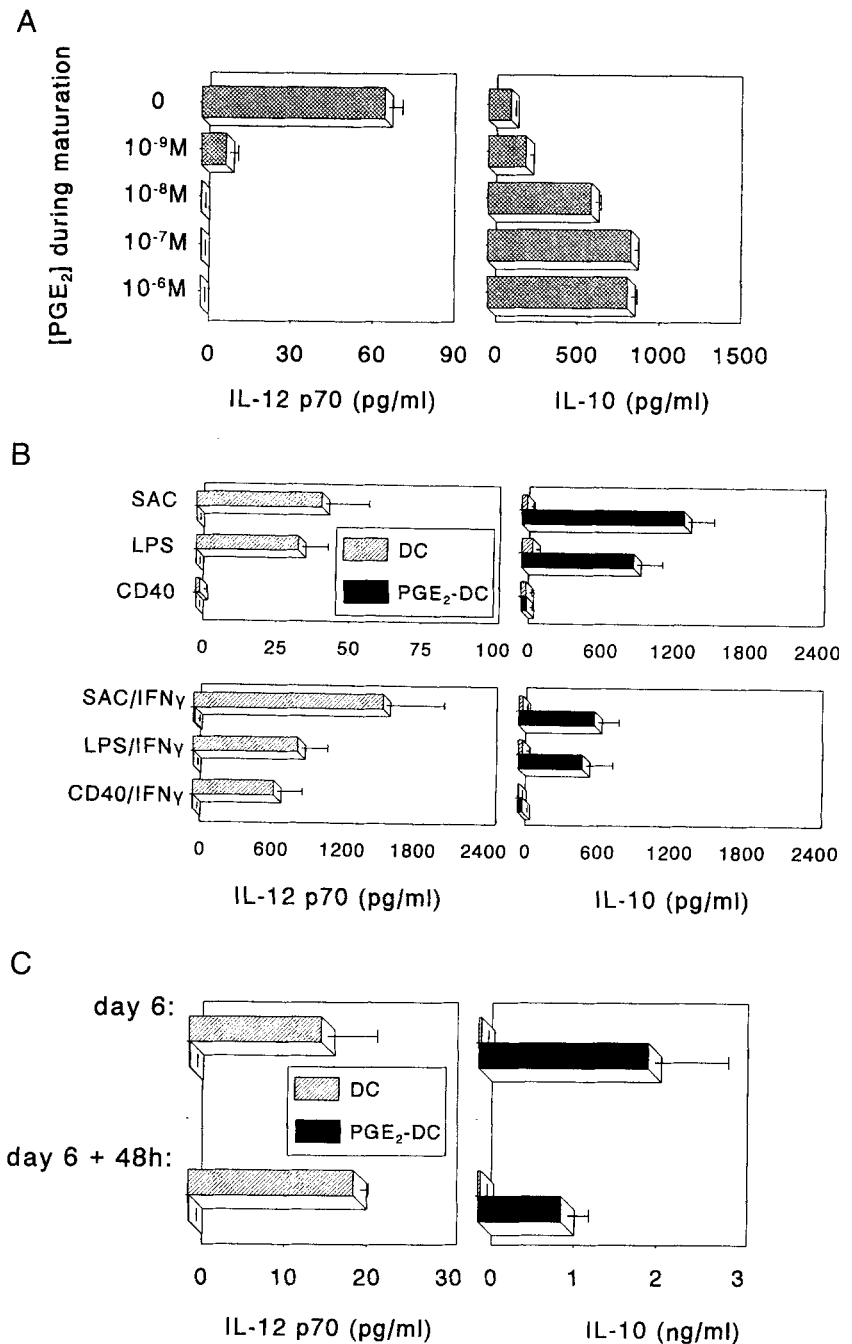 A
[PGE2] during maturation
0
10-9M
10-8M
10-7M
10-6M
0 30 60 90
0 500 1000 1500
IL-12 p70 (pg/ml)
IL-10 (pg/ml)
B
SAC
LPS
CD40
DC
PGE2-DC
0 25 50 75 100
0 600 1200 1800 2400
SAC/IFNγ
LPS/IFNγ
CD40/IFNγ
0 600 1200 1800 2400
0 600 1200 1800 2400
IL-12 p70 (pg/ml)
IL-10 (pg/ml)
C
day 6:
DC
PGE2-DC
day 6 + 48h:
0 10 20 30
0 1 2 3
IL-12 p70 (pg/ml)
IL-10 (ng/ml)